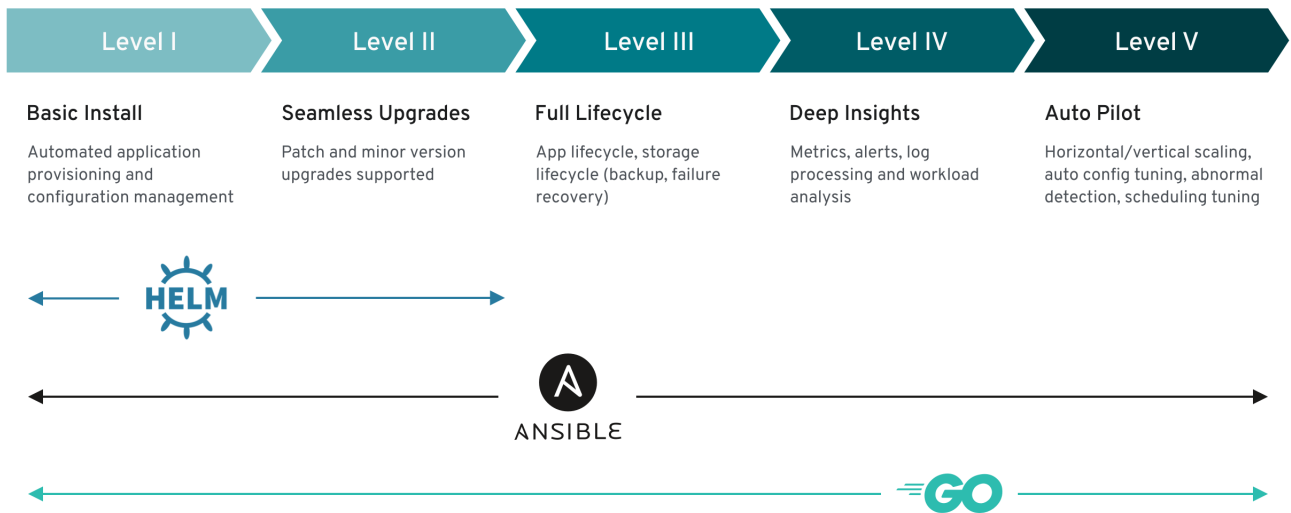 Level I
Level II
Level III
Level IV
Level V
Basic Install
Automated application
provisioning and
configuration management
Seamless Upgrades
Patch and minor version
upgrades supported
Full Lifecycle
App lifecycle, storage
lifecycle (backup, failure
recovery)
Deep Insights
Metrics, alerts, log
processing and workload
analysis
Auto Pilot
Horizontal/vertical scaling,
auto config tuning, abnormal
detection, scheduling tuning
HELM
A
ANSIBLE
GO